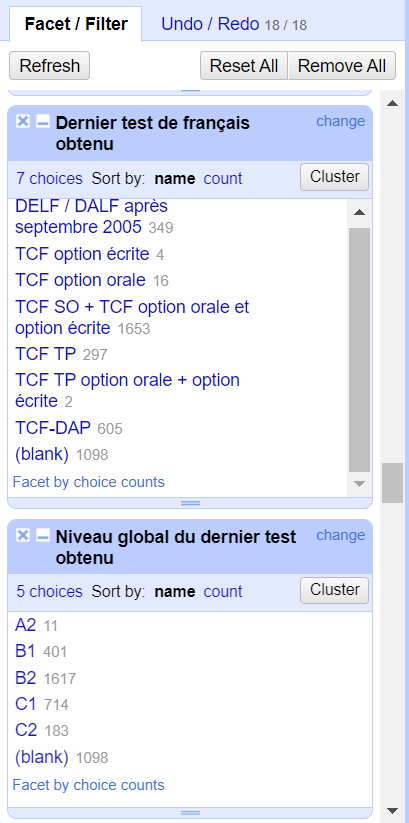 Facet / Filter Undo / Redo 18 / 18
Refresh Reset All Remove All
Dernier test de français change
obtenu
7 choices Sort by: name count Cluster
DELF / DALF après
septembre 2005 349
TCF option écrite 4
TCF option orale 16
TCF SO + TCF option orale et
option écrite 1653
TCF TP 297
TCF TP option orale + option
écrite 2
TCF-DAP 605
(blank) 1098
Facet by choice counts
Niveau global du dernier test change
obtenu
5 choices Sort by: name count Cluster
A2 11
B1 401
B2 1617
C1 714
C2 183
(blank) 1098
Facet by choice counts